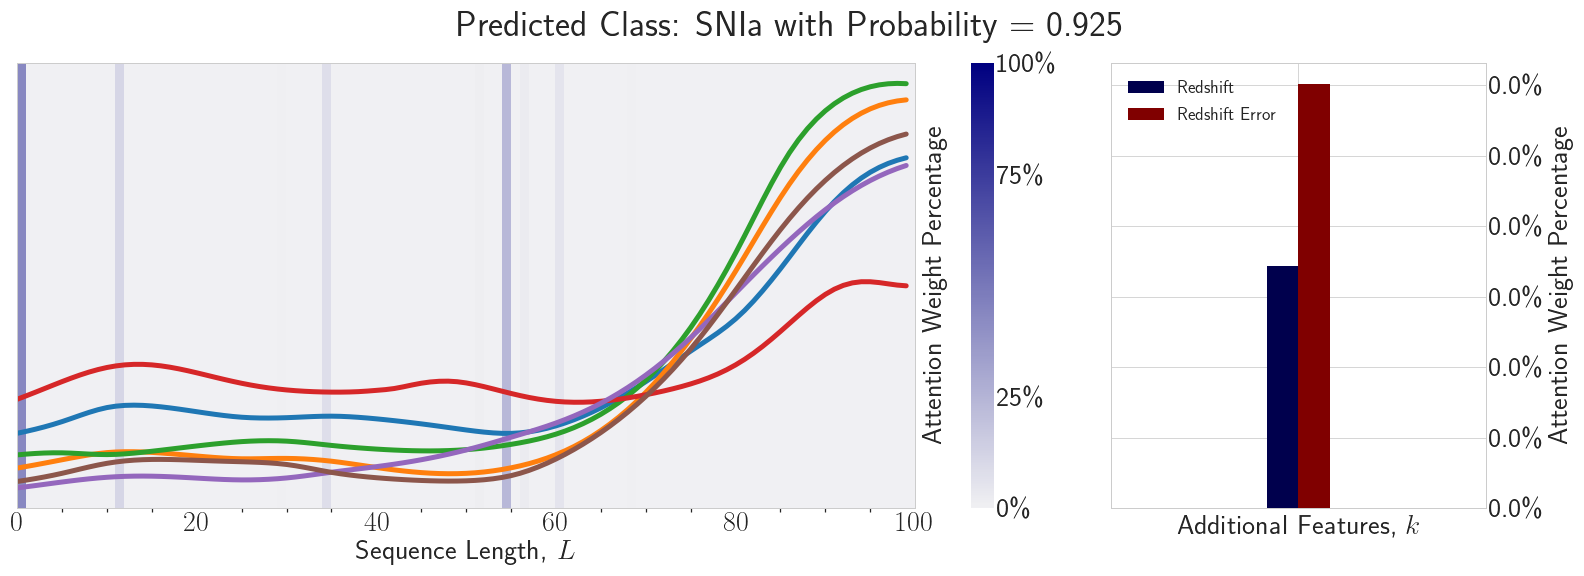 Predicted Class: SNIa with Probability = 0.925
0
20
40
60
80
100
Sequence Length, L
100%
75%
25%
0%
Attention Weight Percentage
Redshift
Redshift Error
0.0%
0.0%
0.0%
0.0%
0.0%
0.0%
0.0%
Attention Weight Percentage
Additional Features, k